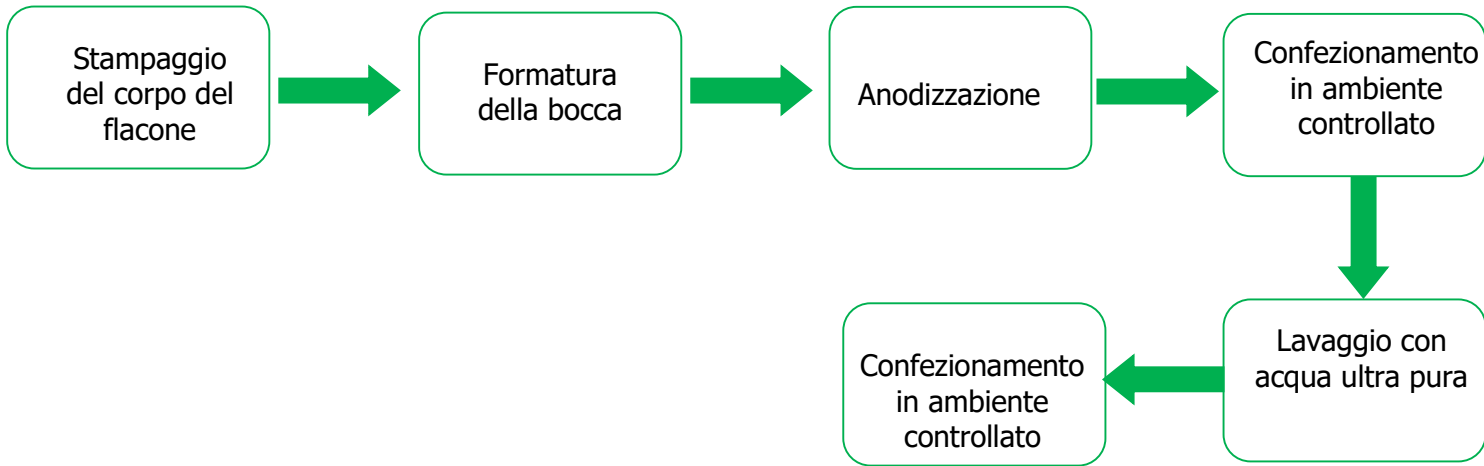 Stampaggio
del corpo del
flacone
Formatura
della bocca
Anodizzazione
Confezionamento
in ambiente
controllato
Lavaggio con
acqua ultra pura
Confezionamento
in ambiente
controllato